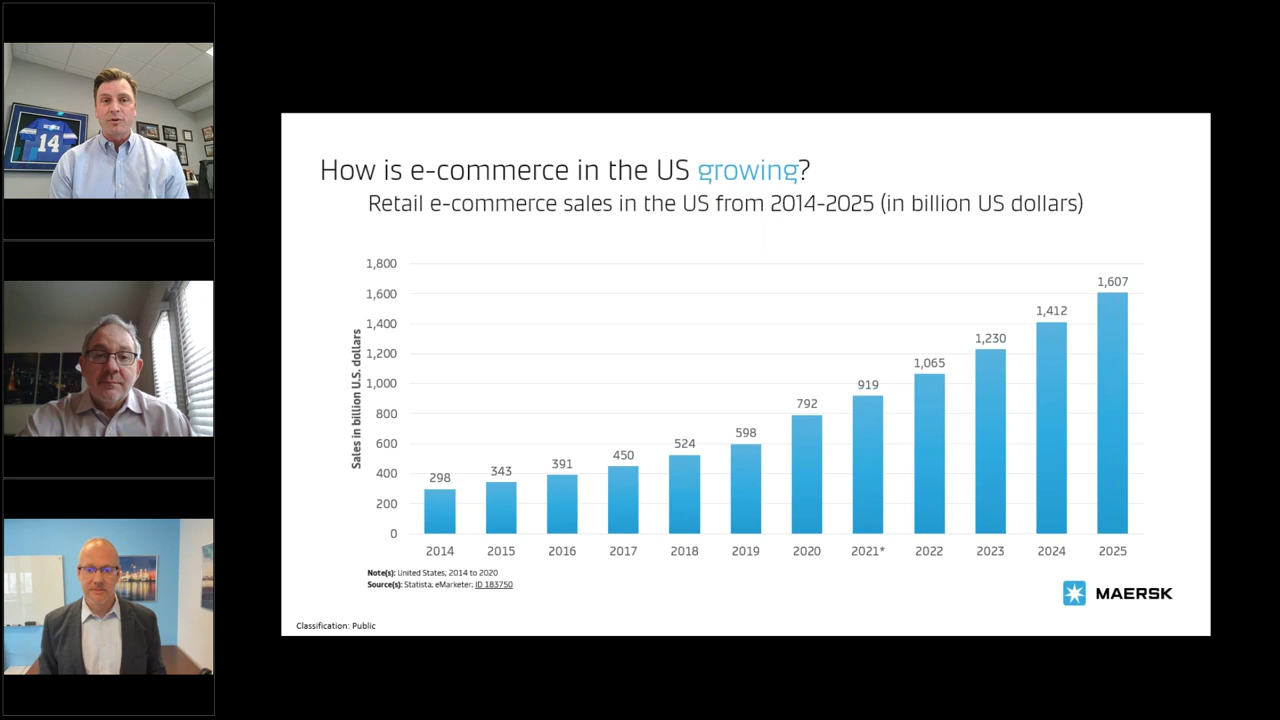 14
How is e-commerce in the US growing?
Retail e-commerce sales in the US from 2014-2025 (in billion US dollars)
Sales in billion U.S. dollars
1,800
1,600
1,400
1,200
1,000
800
600
400
200
0
298
343
391
450
524
598
792
919
1,065
1,230
1,412
1,607
2014 2015 2016 2017 2018 2019 2020 2021* 2022 2023 2024 2025
Note(s): United States; 2014 to 2020
Source(s): Statista; eMarketer; ID 183750
MAERSK
Classification: Public